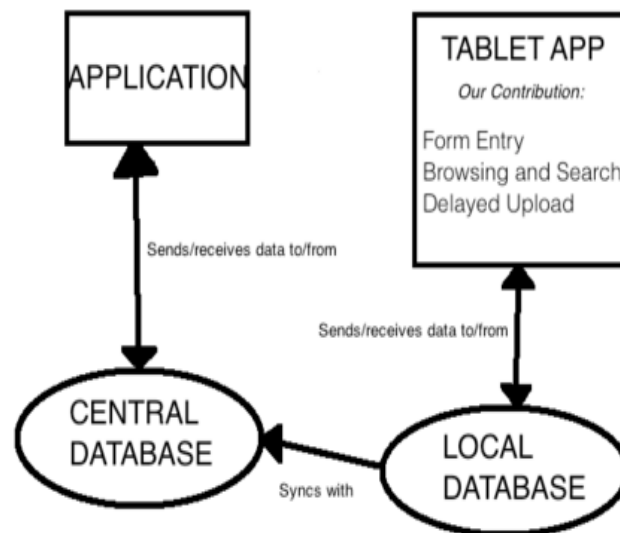 APPLICATION
TABLET APP
Our Contribution:
Form Entry
Browsing and Search
Delayed Upload
Sends/receives data to/from
Sends/receives data to/from
CENTRAL
DATABASE
Syncs with
LOCAL
DATABASE